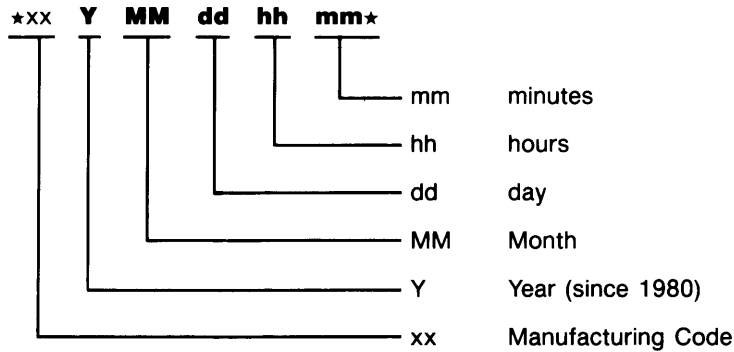 ★xx Y MM dd hh mm★
mm minutes
hh hours
dd day
MM Month
Y Year (since 1980)
xx Manufacturing Code